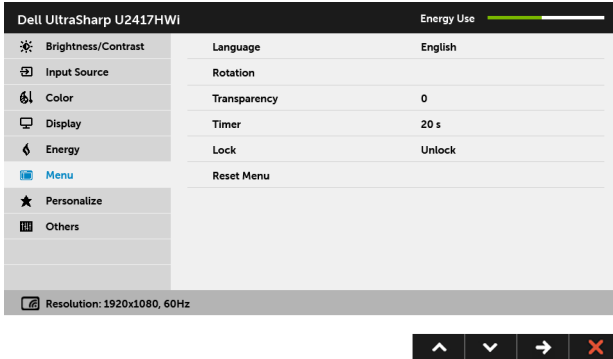 Dell UltraSharp U2417HWi
Energy Use
Brightness/Contrast
Input Source
Color
Display
Energy
Menu
Personalize
Others
Language English
Rotation
Transparency 0
Timer 20 s
Lock Unlock
Reset Menu
Resolution: 1920x1080, 60Hz